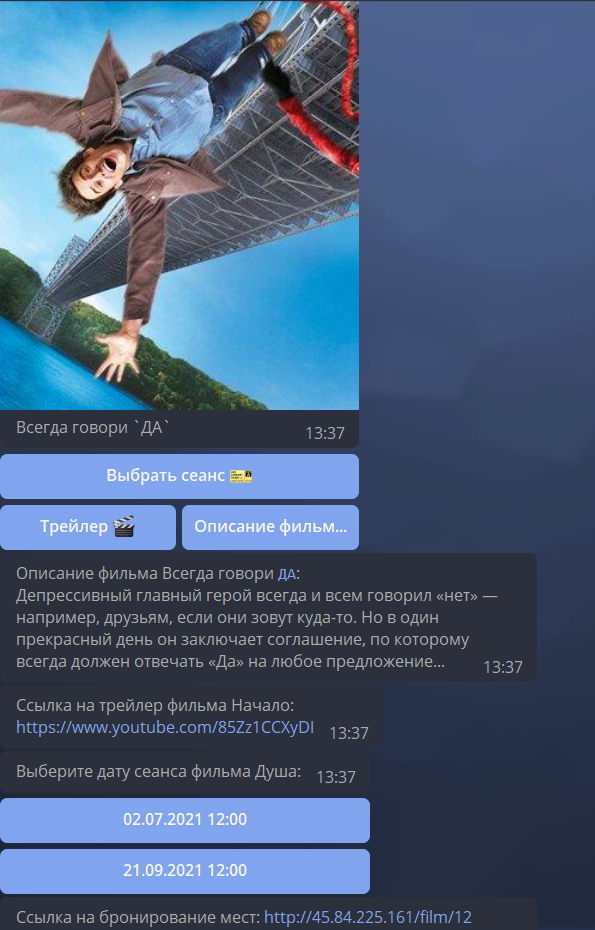 Всегда говори `ДА`
13:37
Выбрать сеанс
Трейлер
Описание фильм...
Описание фильма Всегда говори ДА:
Депрессивный главный герой всегда и всем говорил «нет» —
например, друзьям, если они зовут куда-то. Но в один
прекрасный день он заключает соглашение, по которому
всегда должен отвечать «Да» на любое предложение...
13:37
Ссылка на трейлер фильма Начало:
https://www.youtube.com/85Zz1CCXyDI
13:37
Выберите дату сеанса фильма Душа:
13:37
02.07.2021 12:00
21.09.2021 12:00
Ссылка на бронирование мест: http://45.84.225.161/film/12